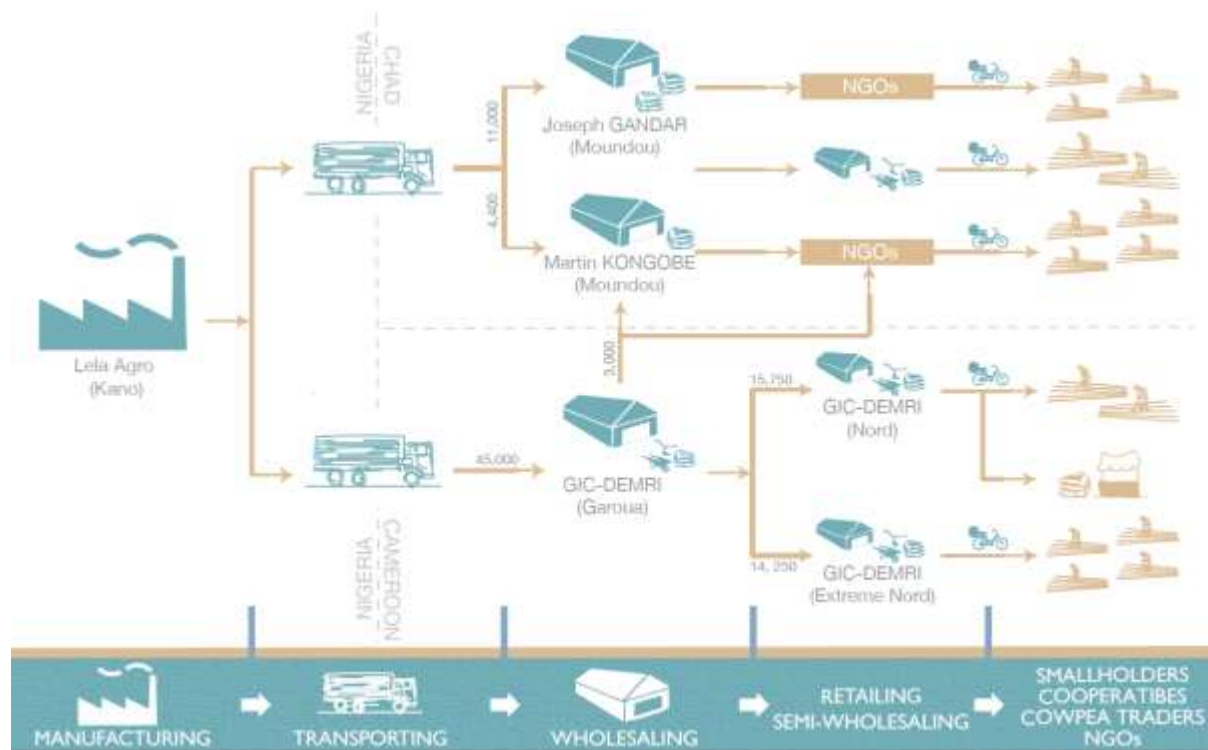 NIGERIA
CHAD
11,000
4,400
Joseph GANDAR
(Moundou)
NGOs
Martin KONGOBE
(Moundou)
NGOs
Lela Agro
(Kano)
3,000
45,000
GIC-DEMRI
(Garoua)
15,750
GIC-DEMRI
(Nord)
14, 250
GIC-DEMRI
(Extreme Nord)
NIGERIA
CAMEROON
MANUFACTURING
TRANSPORTING
WHOLESALING
RETAILING
SEMI-WHOLESALING
SMALLHOLDERS
COOPERATIBES
COWPEA TRADERS
NGOs